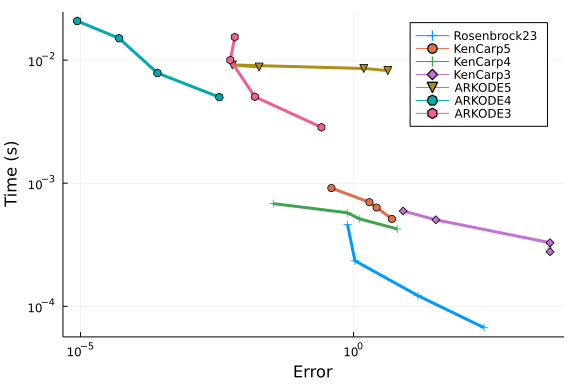 Time (s)
10⁻²
10⁻³
10⁻⁴
10⁻⁵
10⁰
Error
Rosenbrock23
KenCarp5
KenCarp4
KenCarp3
ARKODE5
ARKODE4
ARKODE3